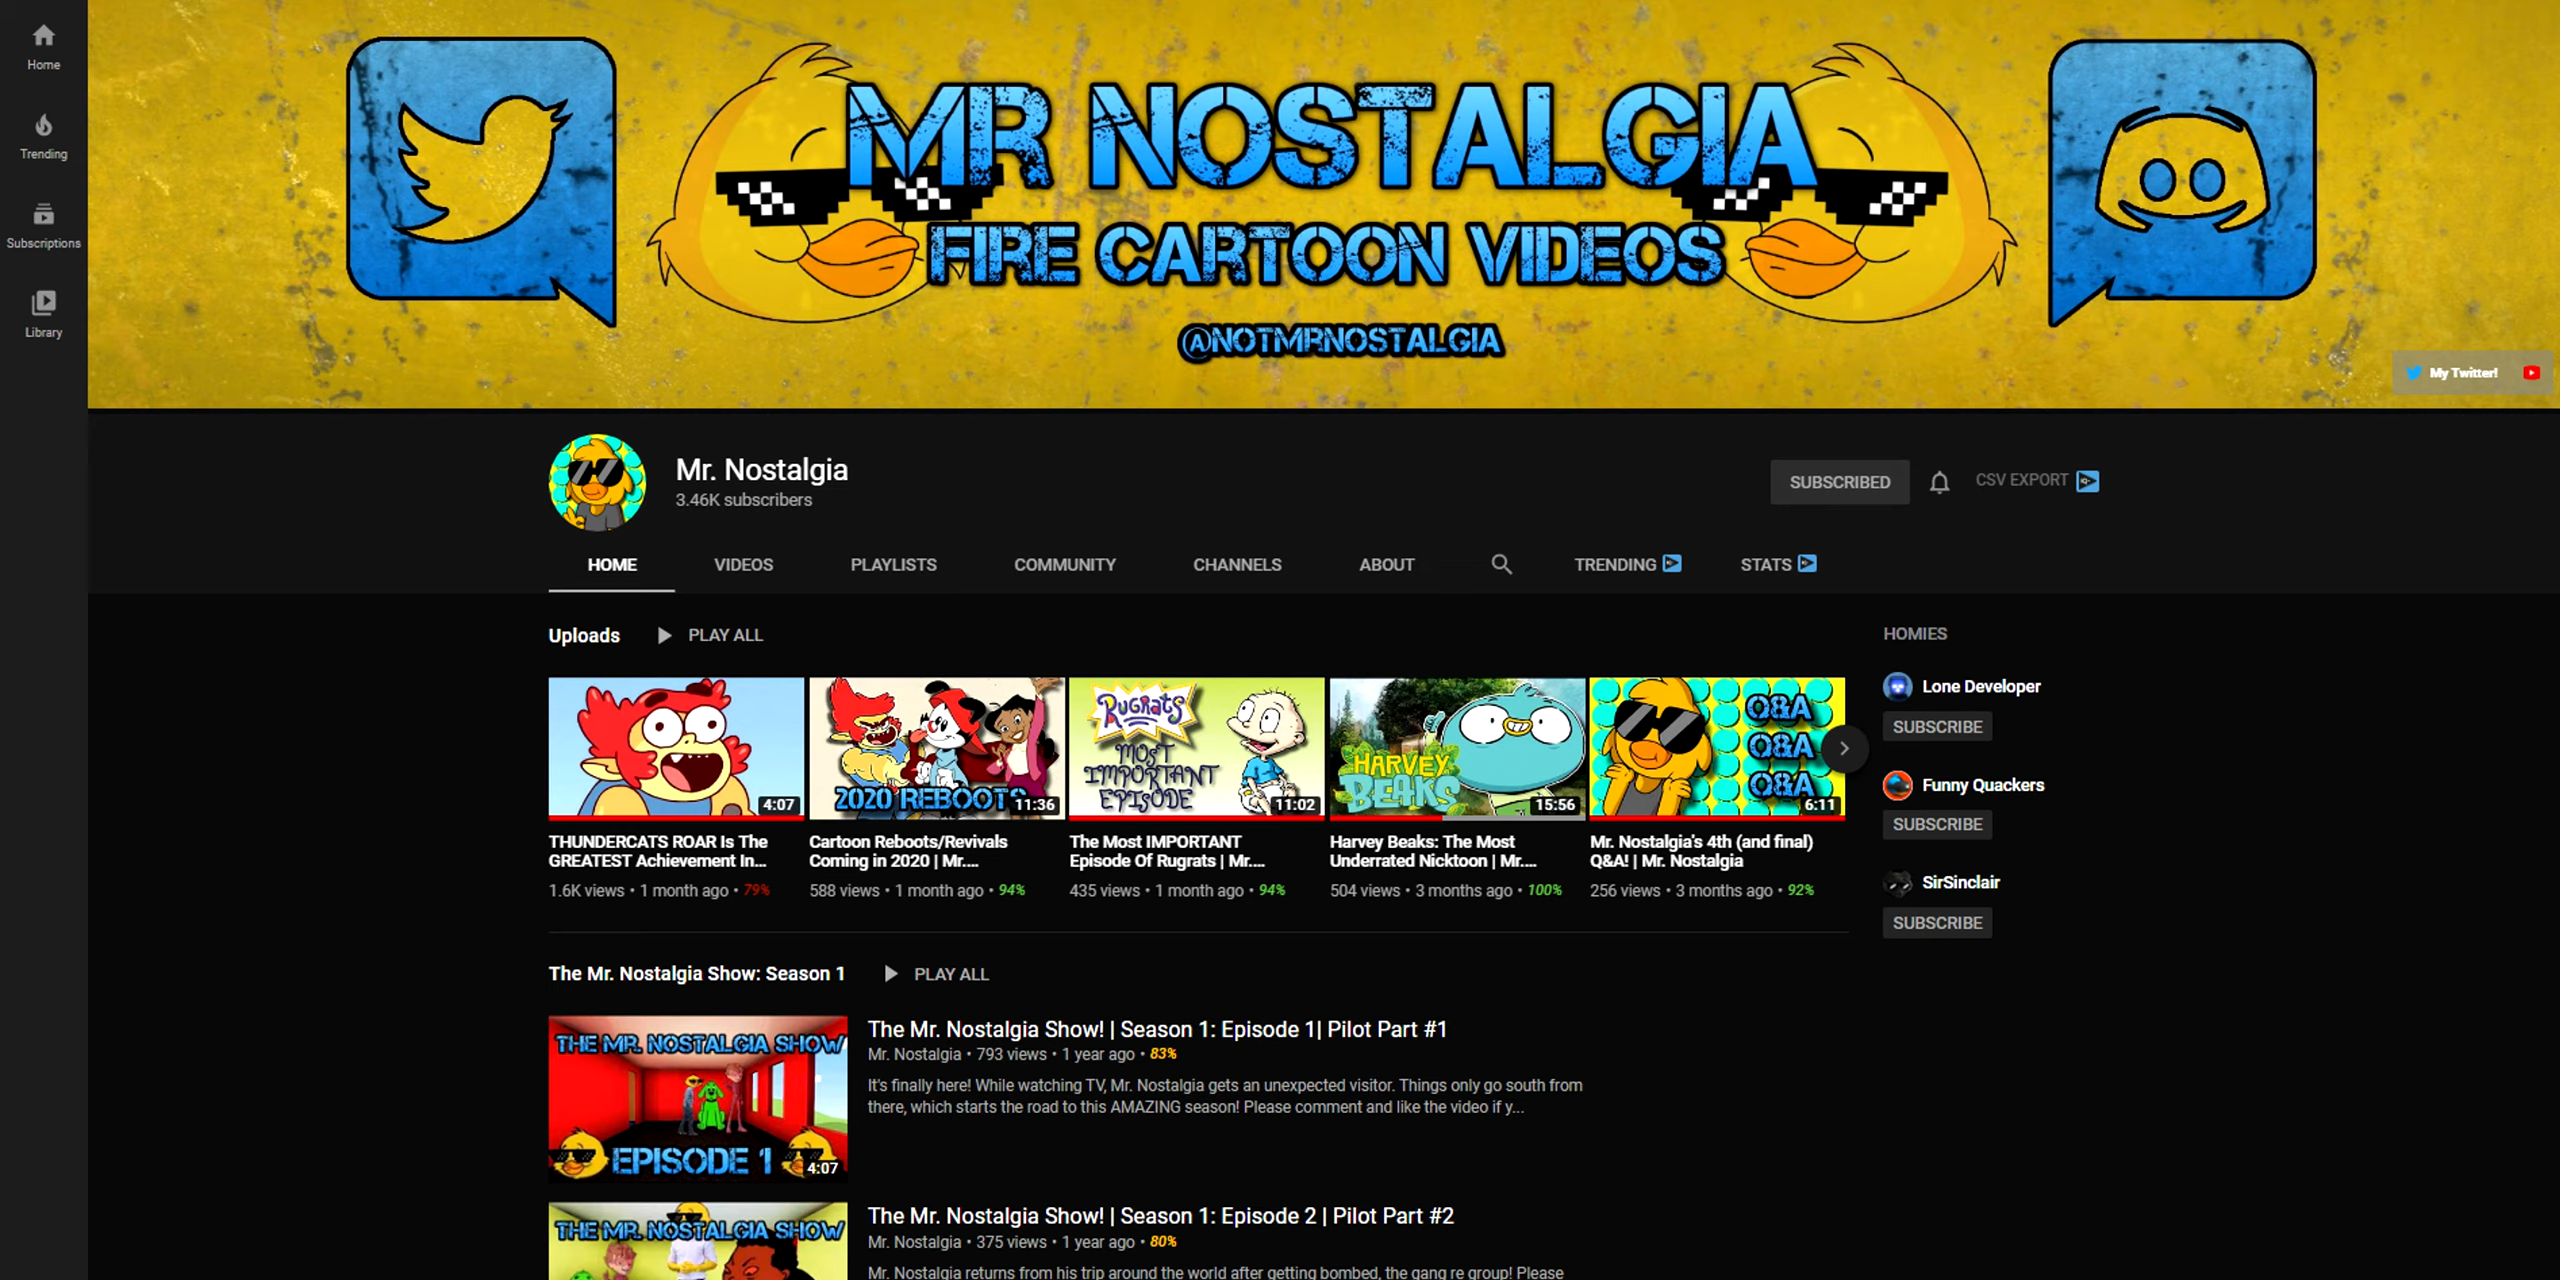 Home
Trending
Subscriptions
Library
MR NOSTALGIA
FIRE CARTOON VIDEOS
@NOTMRNOSTALGIA
My Twitter!
Mr. Nostalgia
3.46K subscribers
SUBSCRIBED
CSV EXPORT
HOME VIDEOS PLAYLISTS COMMUNITY CHANNELS ABOUT TRENDING STATS
Uploads PLAY ALL
4:07
2020 REBOOTS 11:36
RUGRATS
MOST
IMPORTANT
EPISODE 11:02
HARVEY
BEAKS 15:56
Q&A
Q&A
Q&A
6:11
THUNDERCATS ROAR Is The
GREATEST Achievement In...
1.6K views • 1 month ago • 79%
Cartoon Reboots/Revivals
Coming in 2020 | Mr....
588 views • 1 month ago • 94%
The Most IMPORTANT
Episode Of Rugrats | Mr....
435 views • 1 month ago • 94%
Harvey Beaks: The Most
Underrated Nicktoon | Mr....
504 views • 3 months ago • 100%
Mr. Nostalgia's 4th (and final)
Q&A! | Mr. Nostalgia
256 views • 3 months ago • 92%
HOMIES
Lone Developer
SUBSCRIBE
Funny Quackers
SUBSCRIBE
SirSinclair
SUBSCRIBE
The Mr. Nostalgia Show: Season 1 PLAY ALL
THE MR. NOSTALGIA SHOW
EPISODE 1
4:07
The Mr. Nostalgia Show! | Season 1: Episode 1| Pilot Part #1
Mr. Nostalgia • 793 views • 1 year ago • 83%
It's finally here! While watching TV, Mr. Nostalgia gets an unexpected visitor. Things only go south from
there, which starts the road to this AMAZING season! Please comment and like the video if y...
THE MR. NOSTALGIA SHOW
The Mr. Nostalgia Show! | Season 1: Episode 2 | Pilot Part #2
Mr. Nostalgia • 375 views • 1 year ago • 80%
Mr. Nostalgia returns from his trip around the world after getting bombed, the gang re group! Please